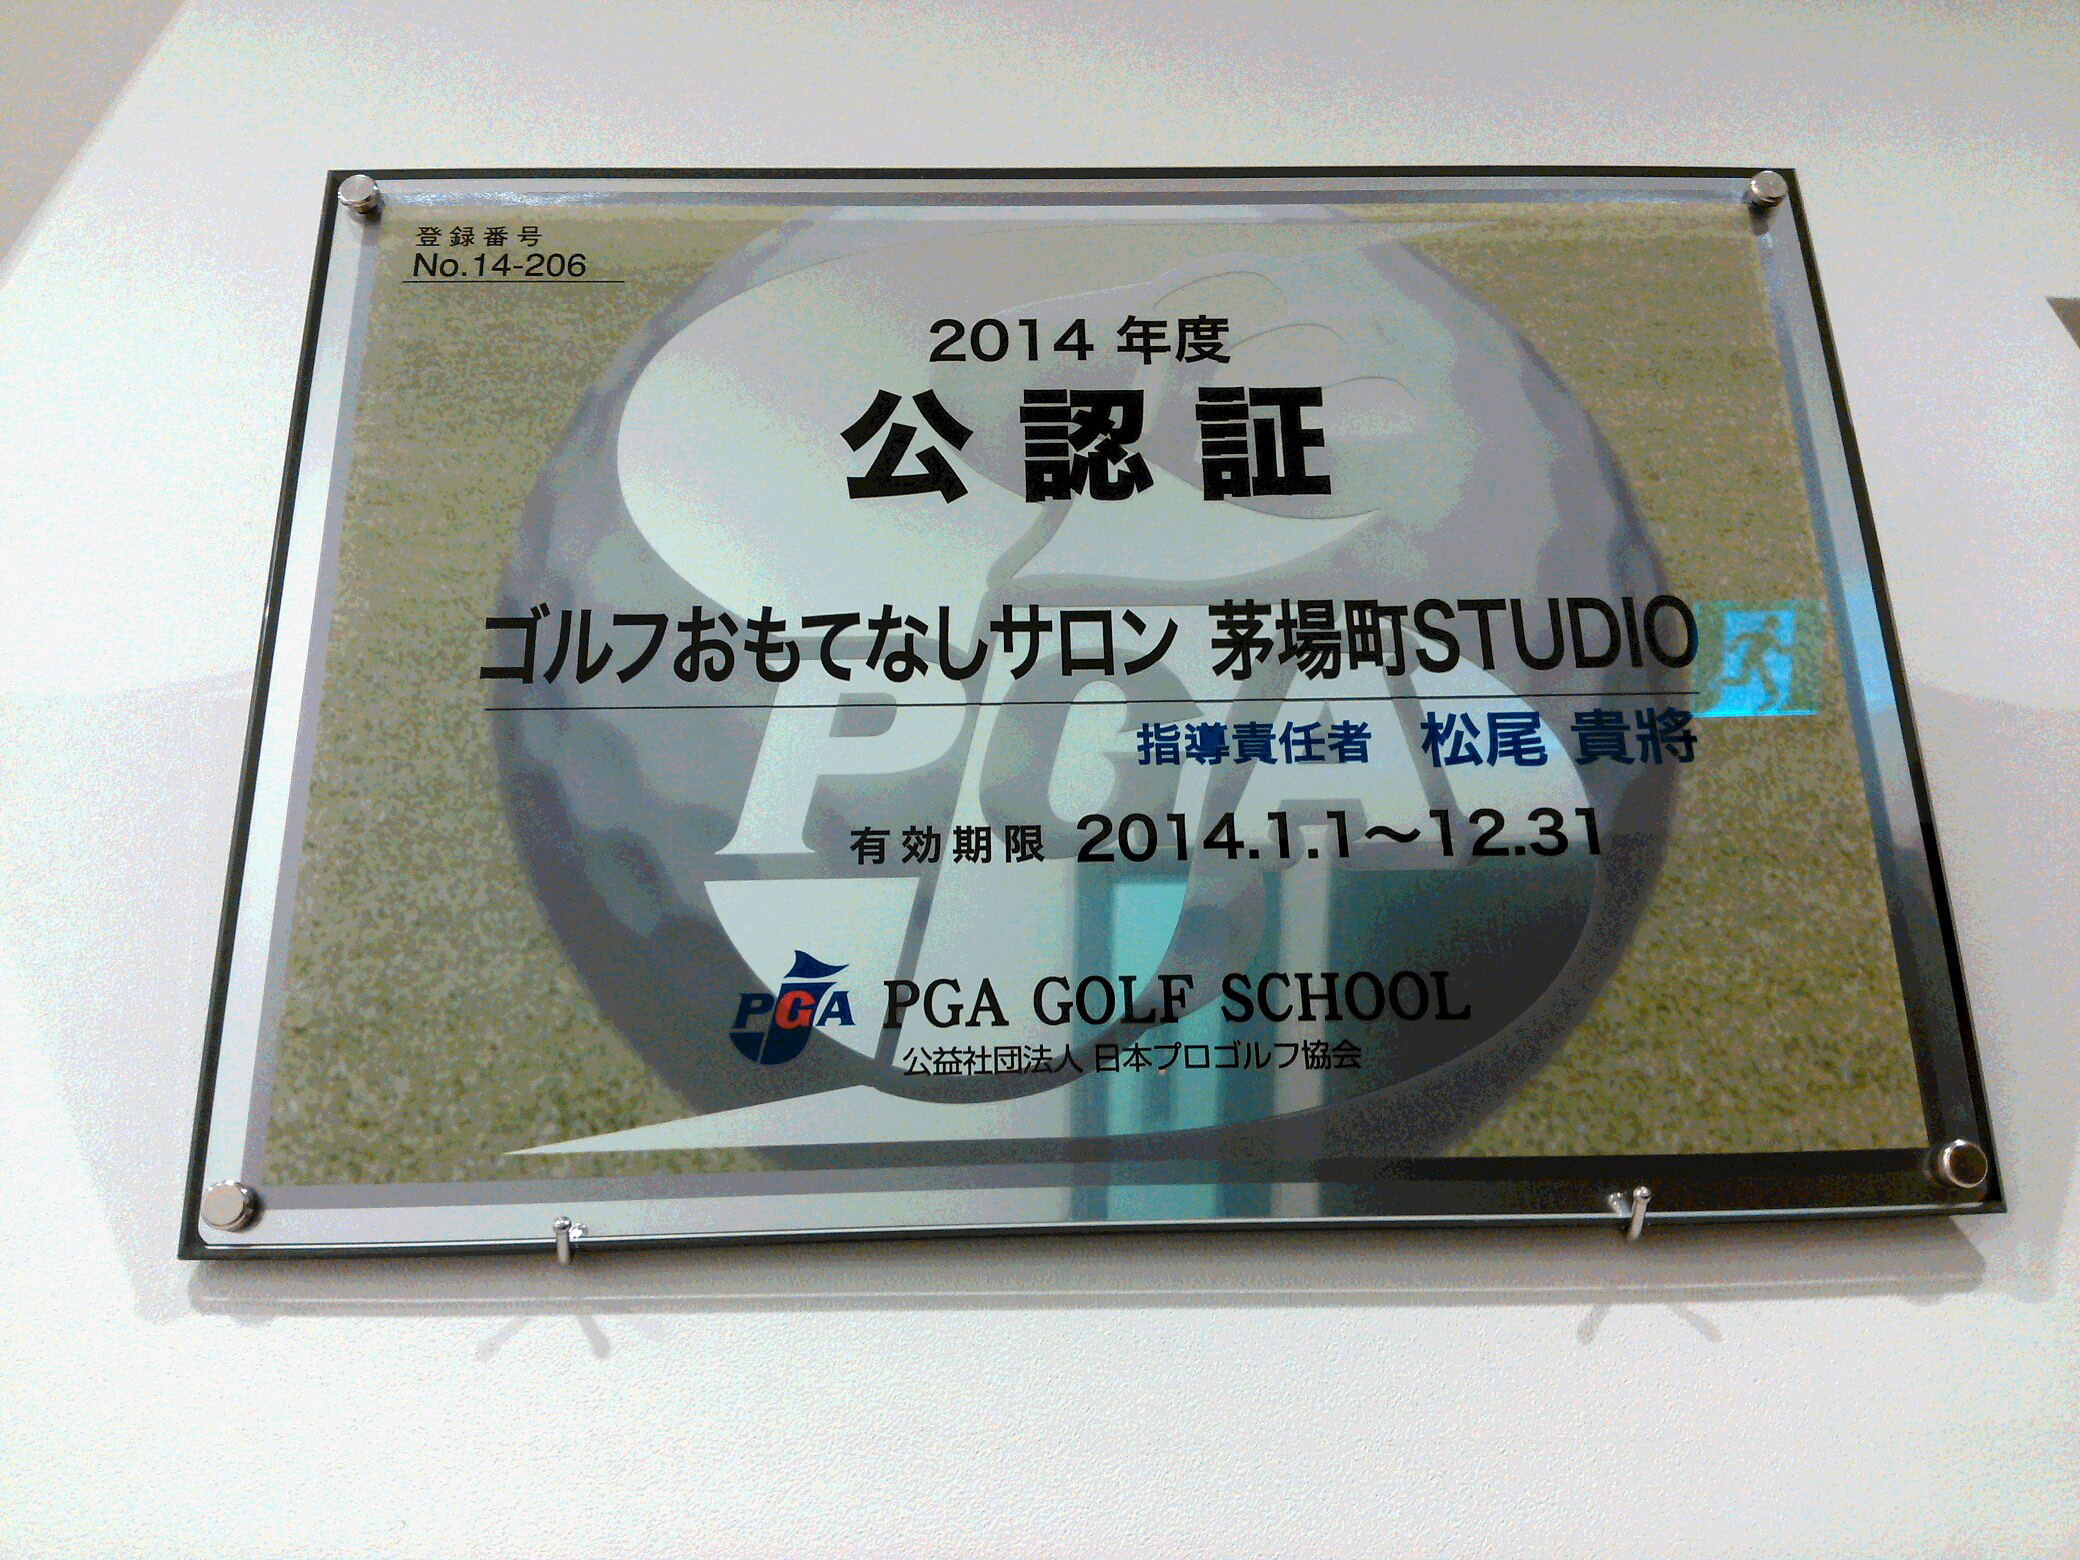 登録番号
No.14-206
2014 年度
公認証
ゴルフおもてなしサロン 茅場町STUDIO
指導責任者 松尾 貴将
有効期限 2014.1.1～12.31
PGA PGA GOLF SCHOOL
公益社団法人 日本プロゴルフ協会
PGA